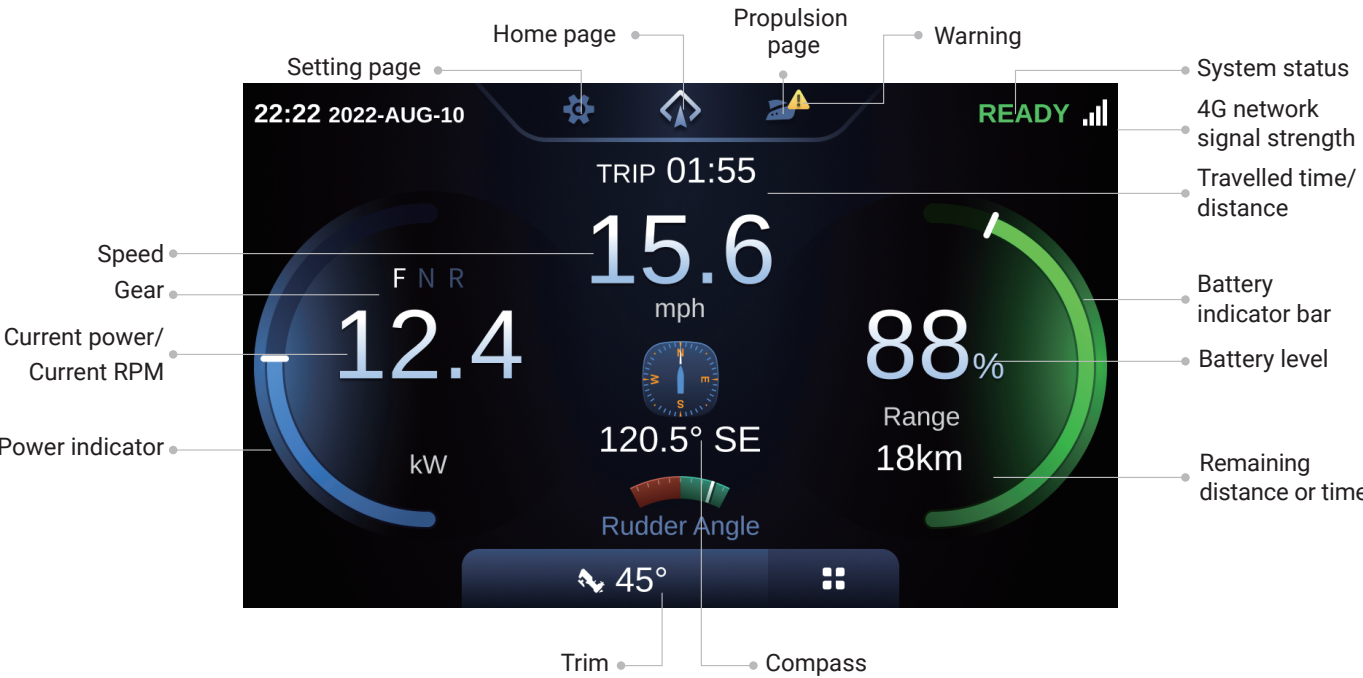 Propulsion
page
Home page
Warning
Setting page
System status
22:22 2022-AUG-10
READY
4G network
signal strength
TRIP 01:55
Travelled time/
distance
Speed
15.6
mph
Gear
F N R
Battery
indicator bar
Current power/
Current RPM
12.4
kW
88%
Battery level
N
E
S
W
120.5° SE
Range
18km
Power indicator
Remaining
distance or time
Rudder Angle
45°
Trim
Compass